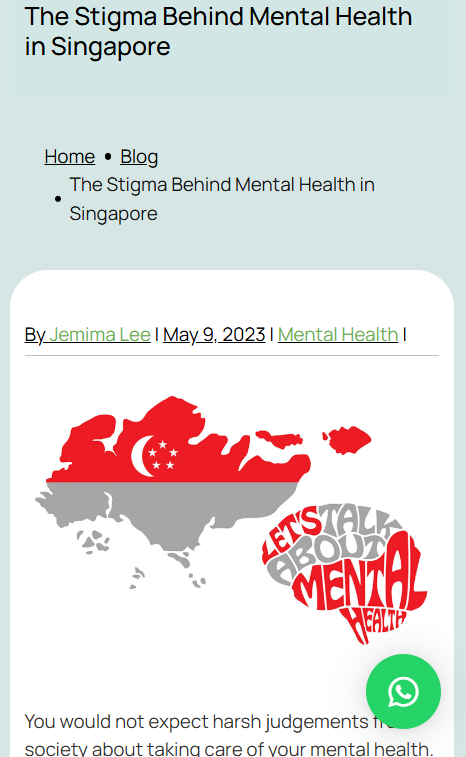 The Stigma Behind Mental Health
in Singapore
Home • Blog
• The Stigma Behind Mental Health in
Singapore
By Jemima Lee | May 9, 2023 | Mental Health |
LET'S TALK
ABOUT
MENTAL
HEALTH
You would not expect harsh judgements
society about taking care of your mental health.